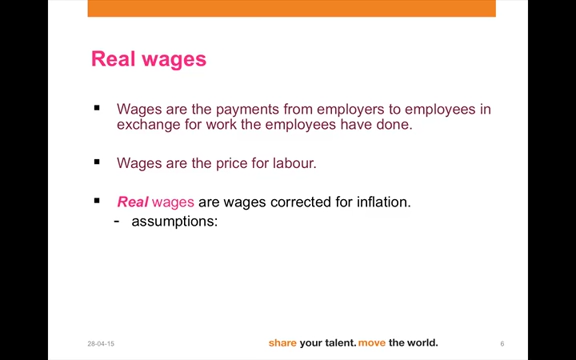 Real wages
Wages are the payments from employers to employees in
exchange for work the employees have done.
Wages are the price for labour.
Real wages are wages corrected for inflation.
- assumptions:
28-04-15
share your talent. move the world.
6